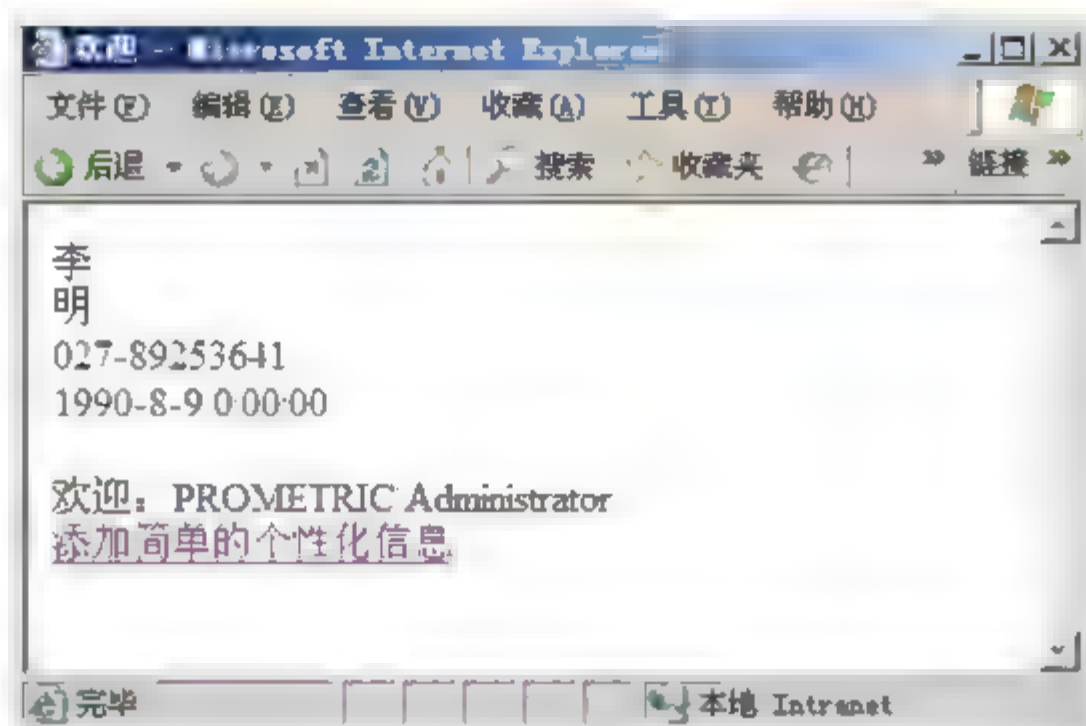 欢迎 - Microsoft Internet Explorer
文件(F) 编辑(E) 查看(V) 收藏(A) 工具(T) 帮助(H)
后退 搜索 收藏夹 » 链接 »
李
明
027-89253641
1990-8-9 0:00:00
欢迎：PROMETRIC Administrator
添加简单的个性化信息
完毕 本地 Intranet